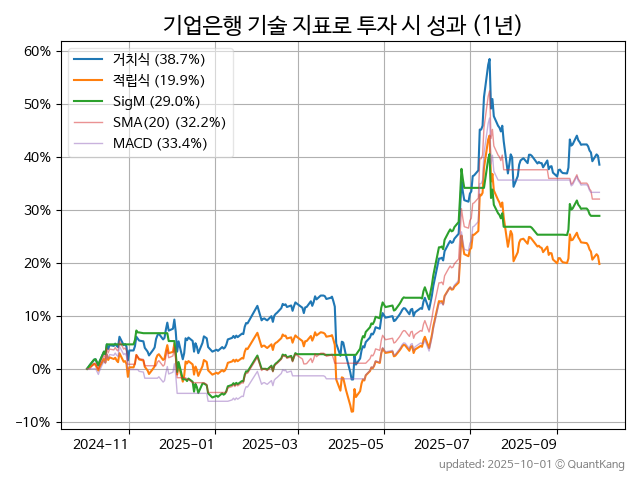 기업은행 기술 지표로 투자 시 성과 (1년)
거치식 (38.7%)
적립식 (19.9%)
SigM (29.0%)
SMA(20) (32.2%)
MACD (33.4%)
60%
50%
40%
30%
20%
10%
0%
−10%
2024-11 2025-01 2025-03 2025-05 2025-07 2025-09
updated: 2025-10-01 © QuantKang